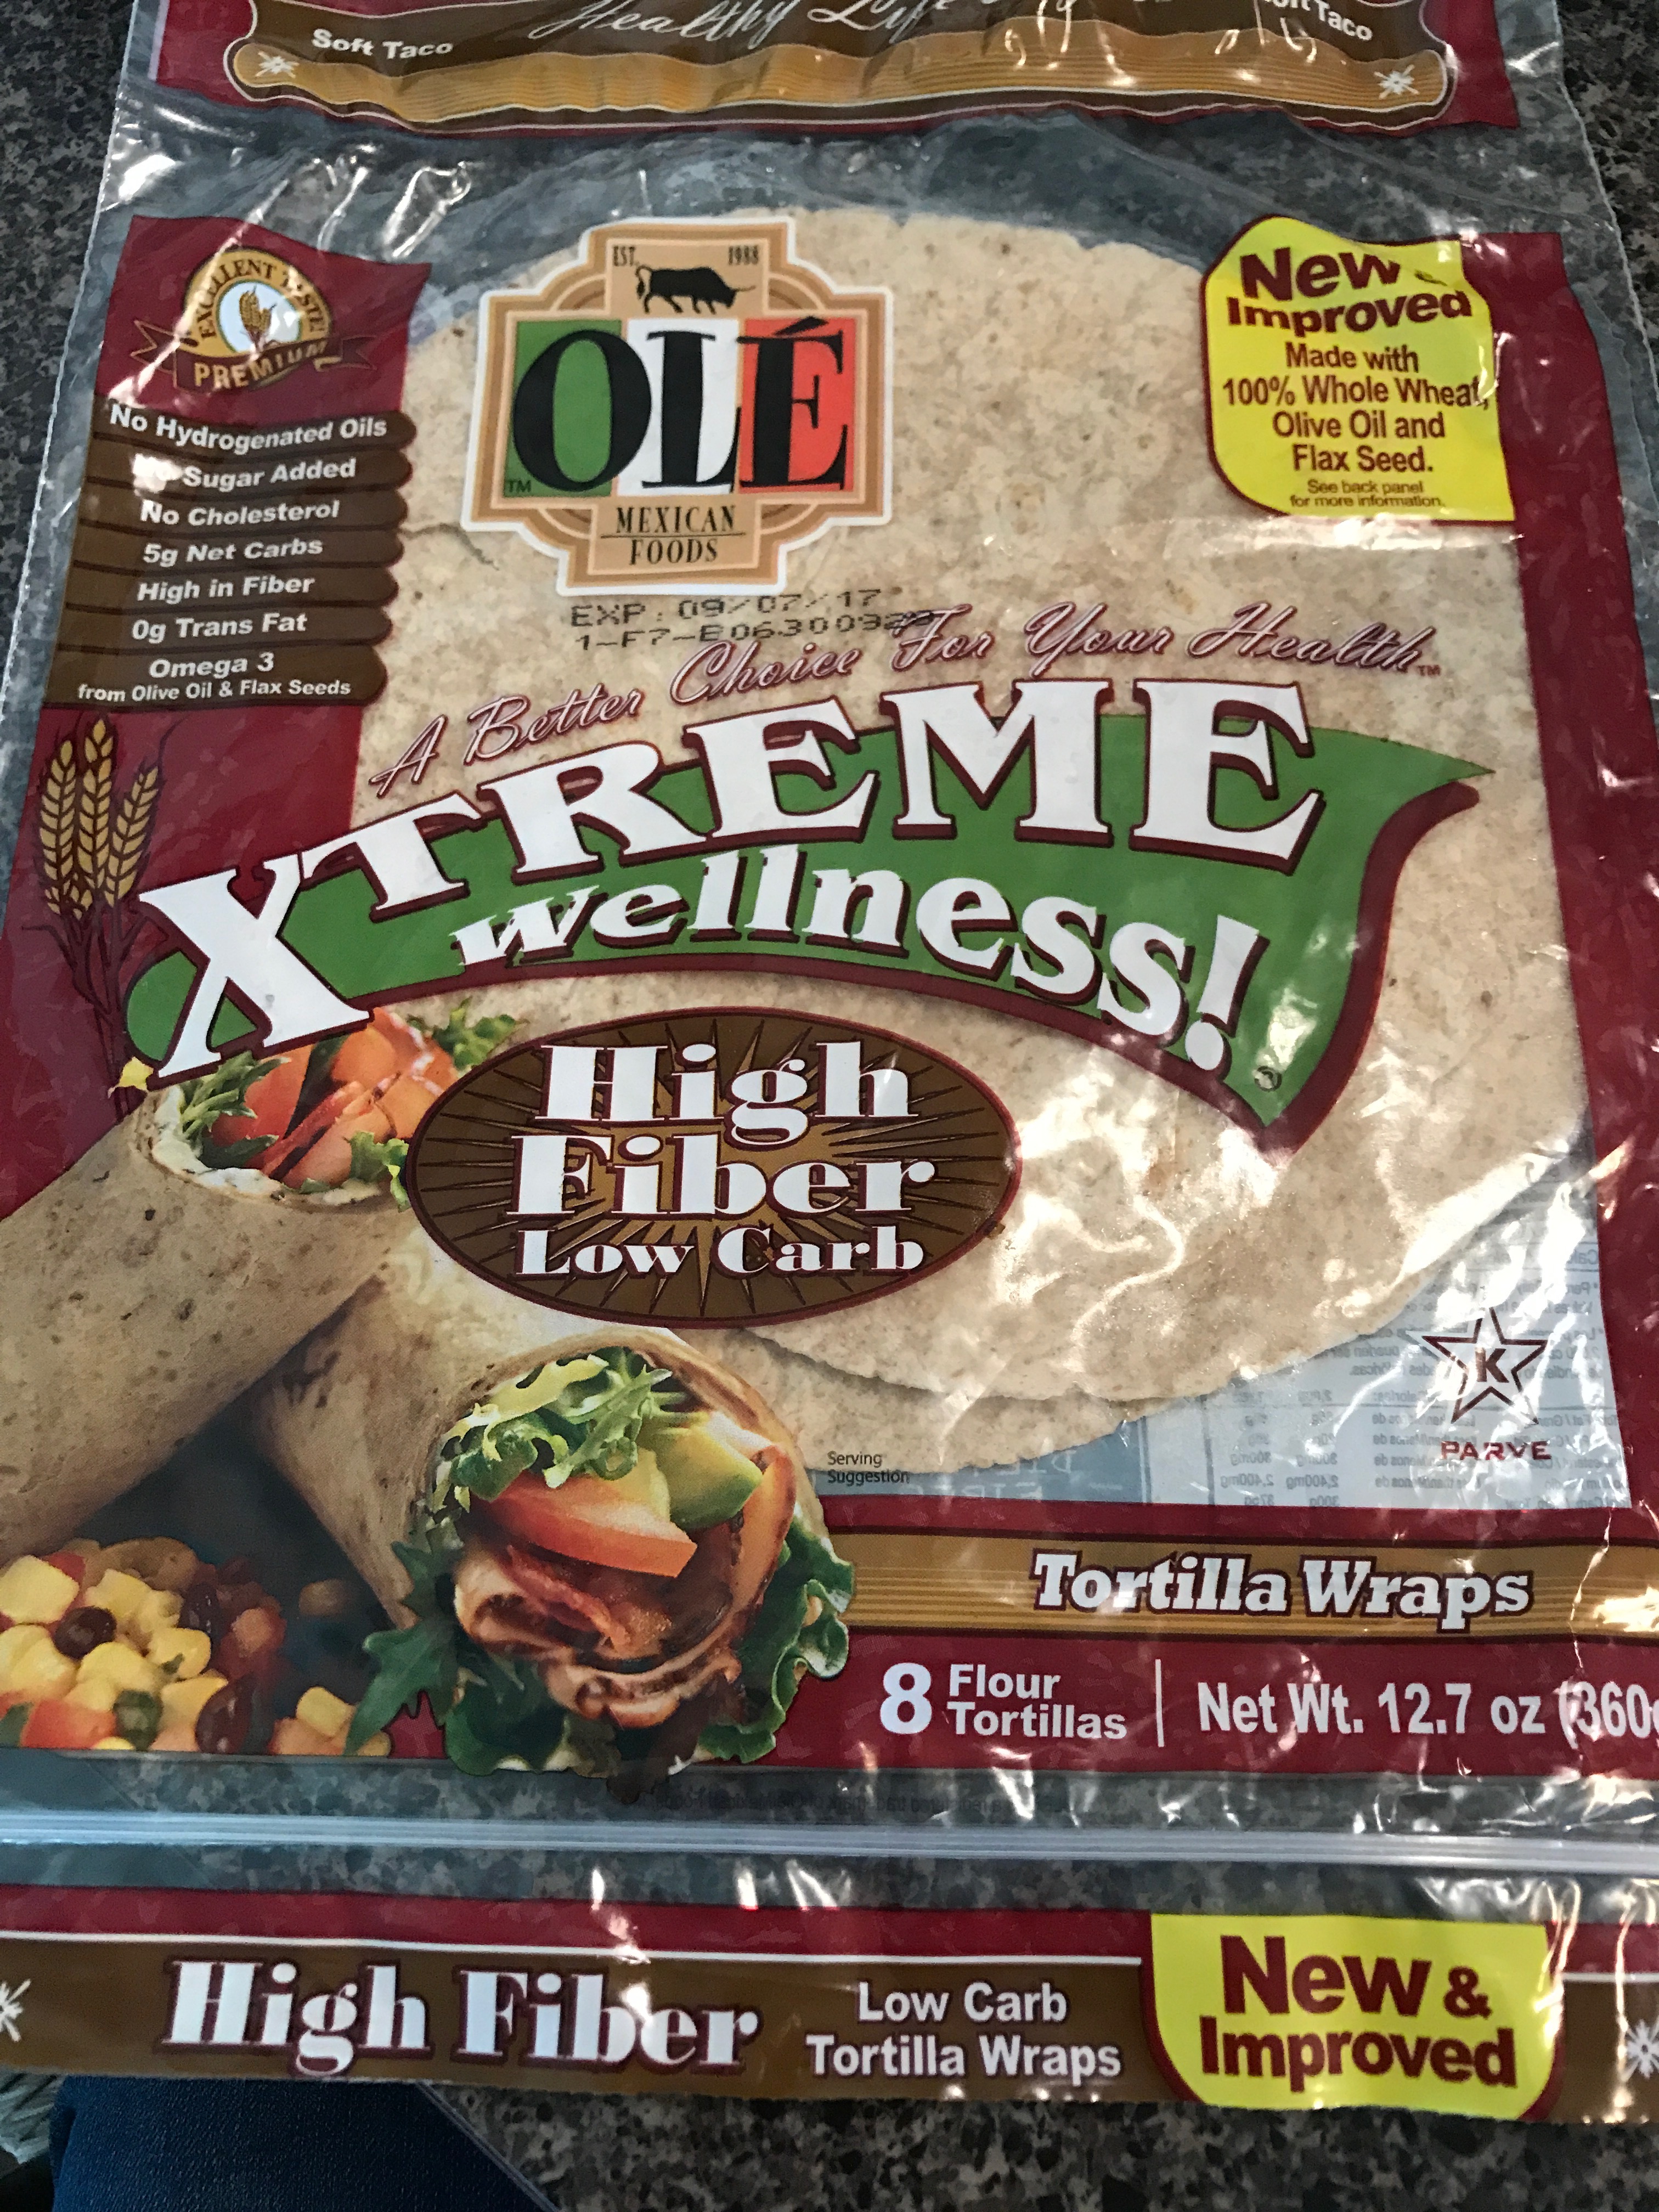 Soft Taco
Healthy
Taco
EXCELLENT TASTE!
PREMIUM
No Hydrogenated Oils
Sugar Added
No Cholesterol
5g Net Carbs
High in Fiber
0g Trans Fat
Omega 3
from Olive Oil & Flax Seeds
EST. 1988
OLÉ
TM
MEXICAN
FOODS
New
Improved
Made with
100% Whole Wheat,
Olive Oil and
Flax Seed.
See back panel
for more information.
EXP: 09/07/17
A Better Choice For Your Health™
XTREME
wellness!
®
High
Fiber
Low Carb
K
PARVE
Serving
Suggestion
Tortilla Wraps
8 Flour
Tortillas
Net Wt. 12.7 oz (360g
High Fiber
Low Carb
Tortilla Wraps
New &
Improved